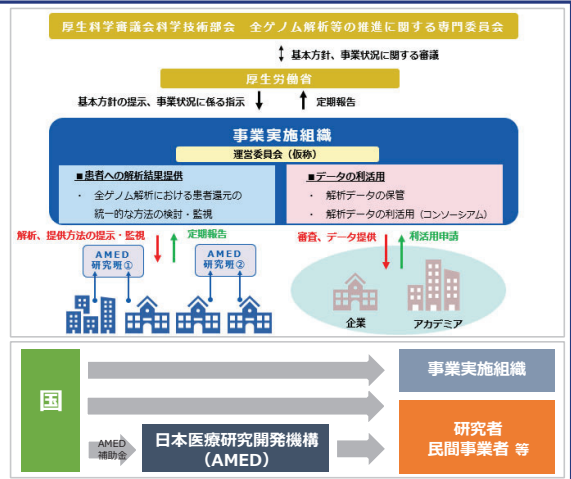 厚生科学審議会科学技術部会　全ゲノム解析等の推進に関する専門委員会
基本方針、事業状況に関する審議
厚生労働省
基本方針の提示、事業状況に係る指示
定期報告
事業実施組織
運営委員会（仮称）
■患者への解析結果提供
・ 全ゲノム解析における患者還元の
統一的な方法の検討・監視
■データの利活用
・ 解析データの保管
・ 解析データの利活用（コンソーシアム）
解析、提供方法の提示・監視
定期報告
審査、データ提供
利活用申請
AMED
研究班①
AMED
研究班②
企業
アカデミア
国
事業実施組織
AMED
補助金
日本医療研究開発機構
（AMED）
研究者
民間事業者 等